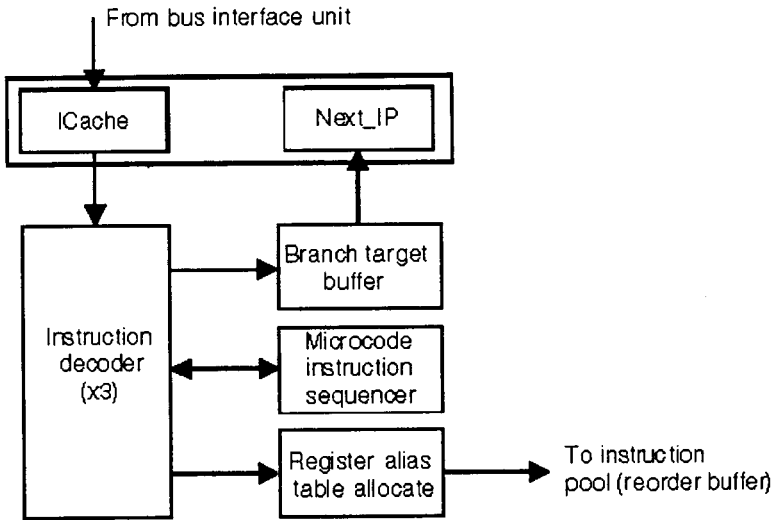 From bus interface unit
ICache
Next_IP
Branch target
buffer
Instruction
decoder
(x3)
Microcode
instruction
sequencer
Register alias
table allocate
To instruction
pool (reorder buffer)